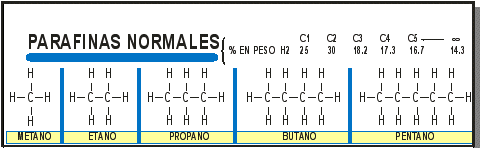 C1 C2 C3 C4 C5 ∞
PARAFINAS NORMALES { % EN PESO H2 25 30 18.2 17.3 16.7 14.3
H H H H H H H H H H H H H H H
H–C–H H–C–C–H H–C–C–C–H H–C–C–C–C–H H–C–C–C–C–C–H
H H H H H H H H H H H H H H H
METANO ETANO PROPANO BUTANO PENTANO